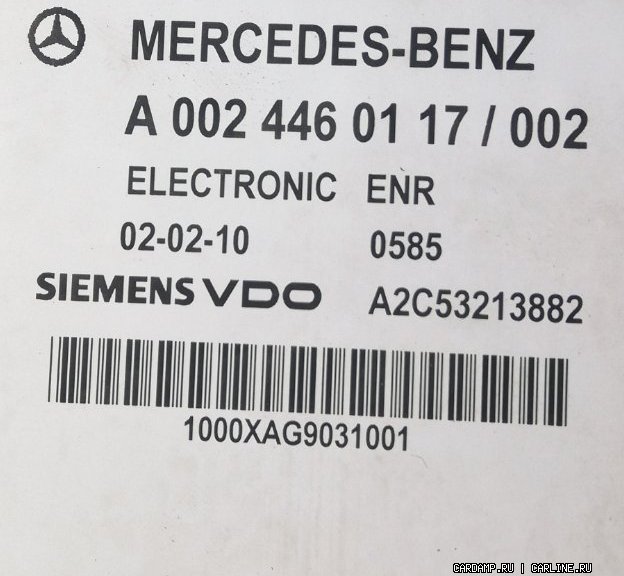 MERCEDES-BENZ
A 002 446 01 17 / 002
ELECTRONIC ENR
02-02-10 0585
SIEMENS VDO A2C53213882
1000XAG9031001
CARDAMP.RU | CARLINE.RU